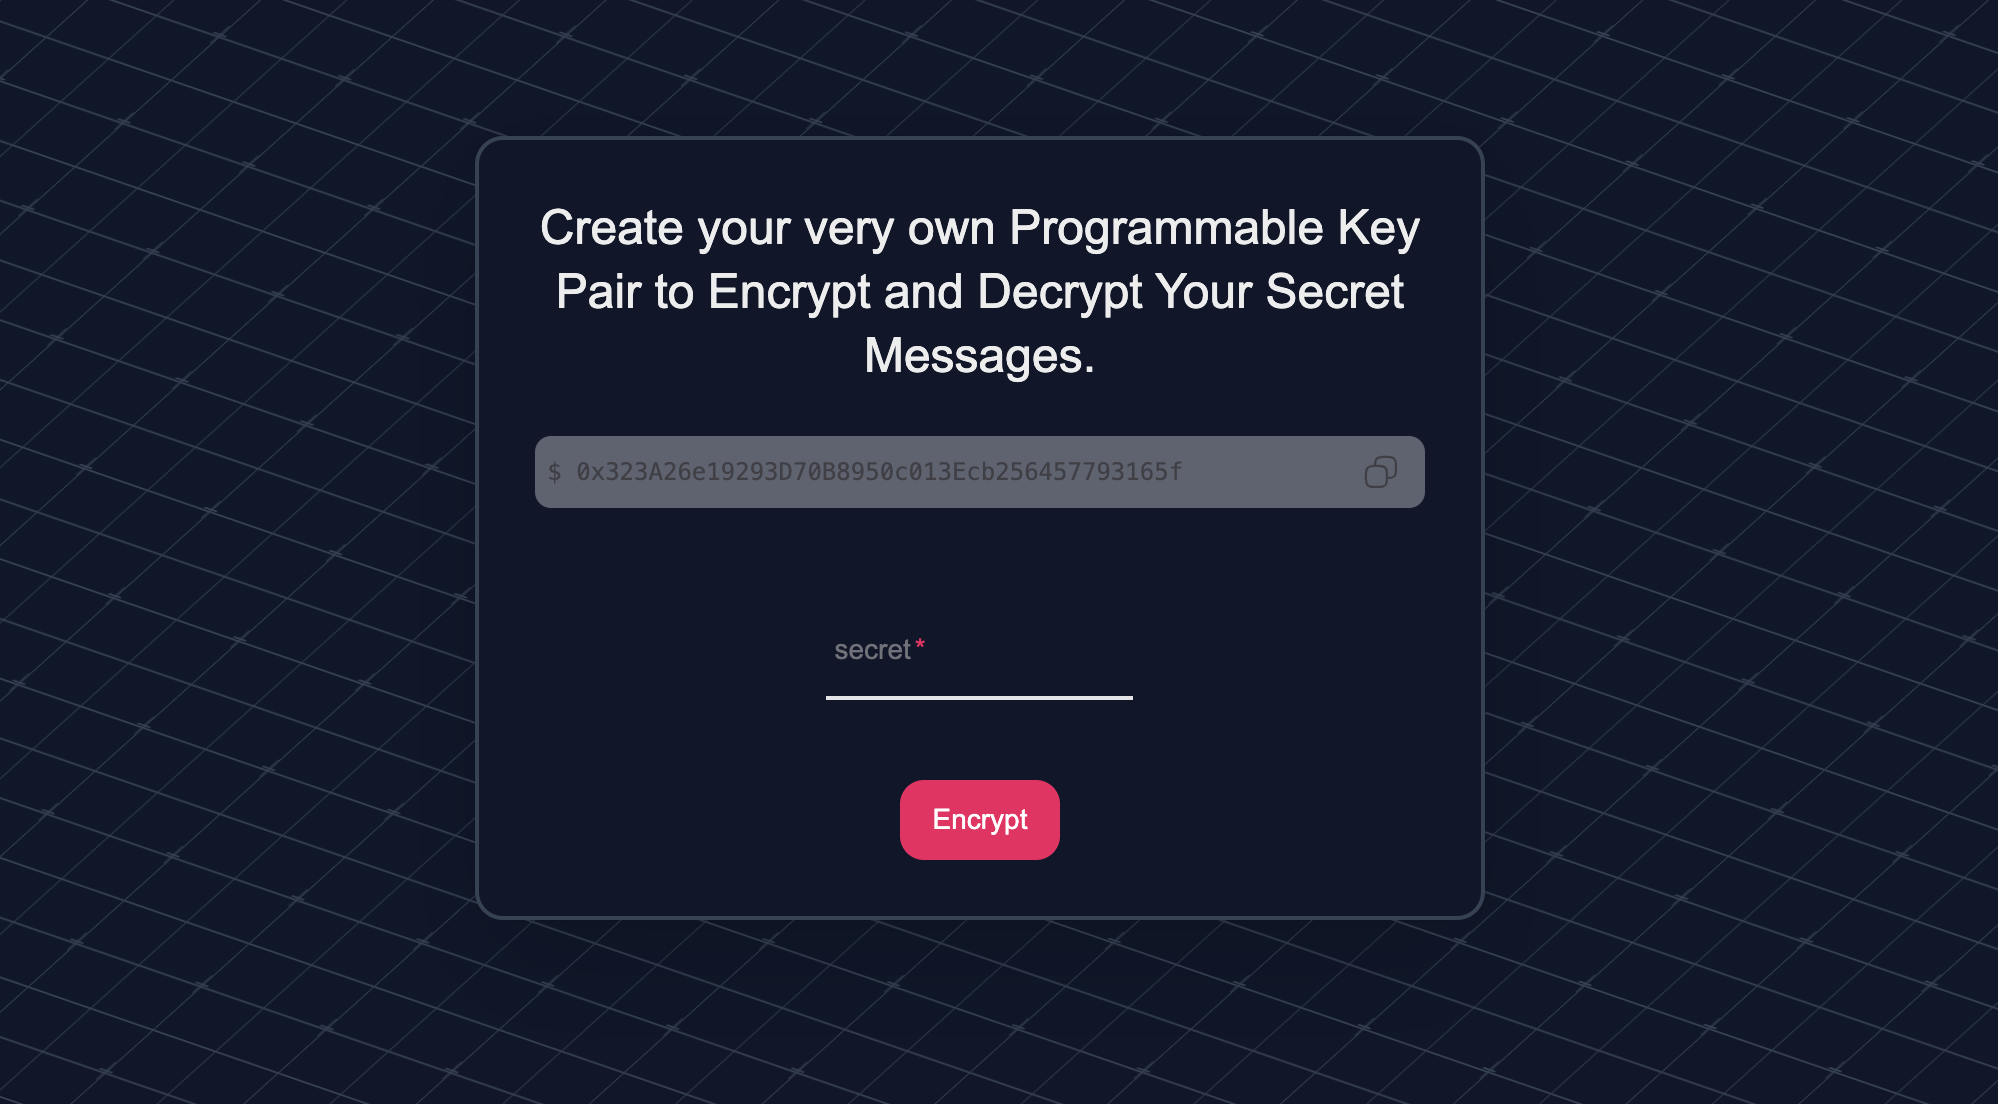 Create your very own Programmable Key
Pair to Encrypt and Decrypt Your Secret
Messages.
$ 0x323A26e19293D70B8950c013Ecb256457793165f
secret*
Encrypt